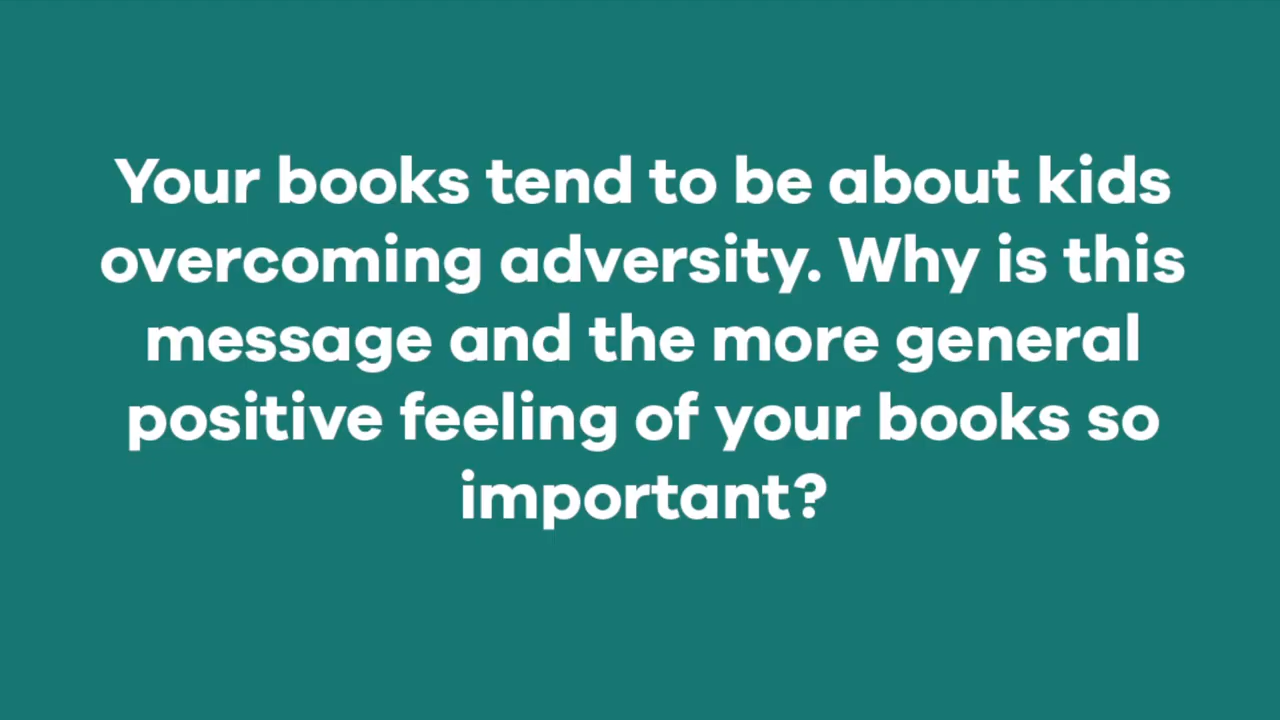 Your books tend to be about kids
overcoming adversity. Why is this
message and the more general
positive feeling of your books so
important?